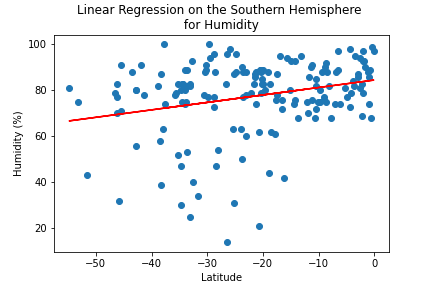 Linear Regression on the Southern Hemisphere
for Humidity
100
80
60
40
20
Humidity (%)
−50
−40
−30
−20
−10
0
Latitude